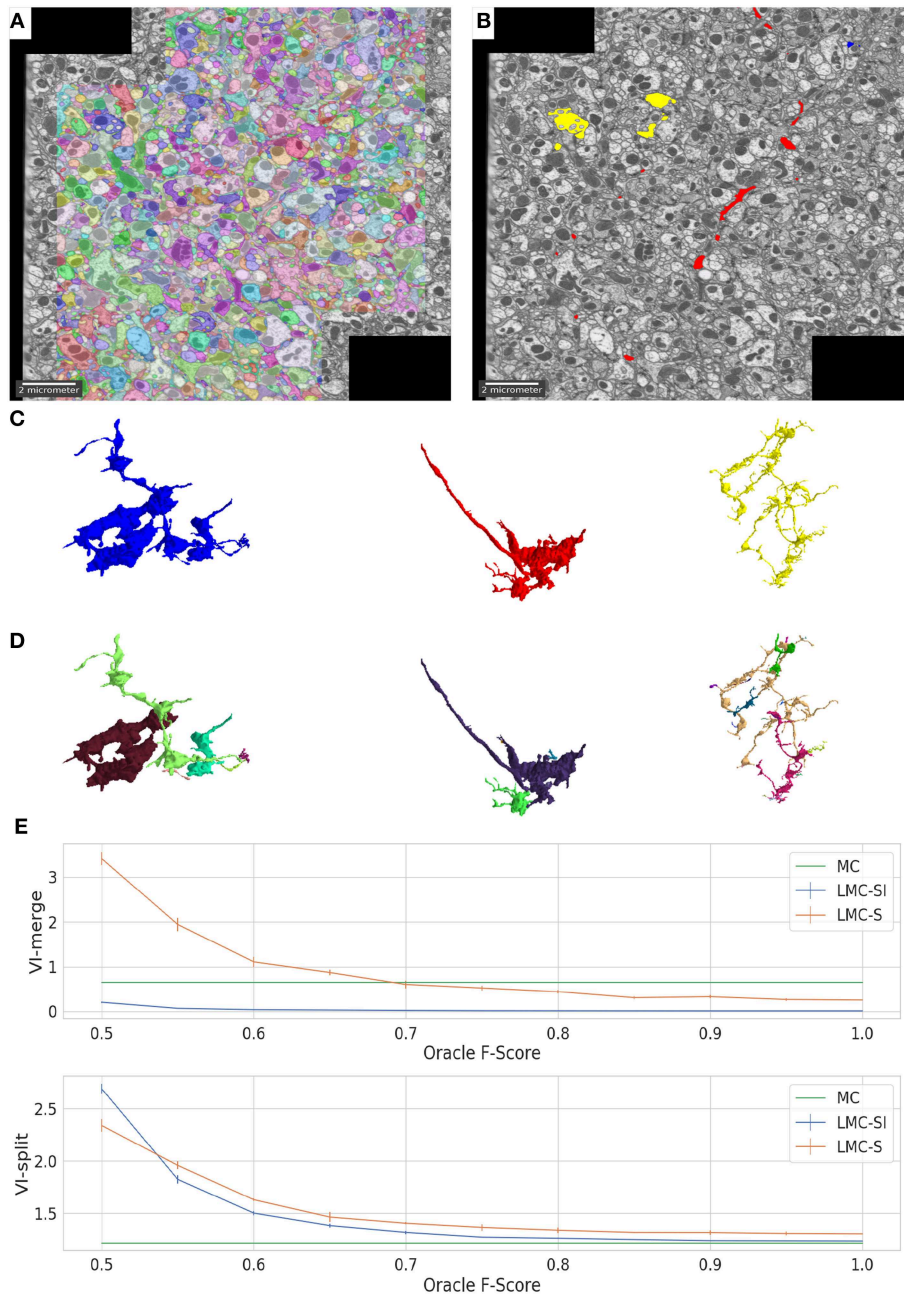 A
B
2 micrometer
2 micrometer
C
D
E
VI-merge
3
2
1
0
MC
LMC-SI
LMC-S
0.5 0.6 0.7 0.8 0.9 1.0
Oracle F-Score
VI-split
2.5
2.0
1.5
MC
LMC-SI
LMC-S
0.5 0.6 0.7 0.8 0.9 1.0
Oracle F-Score